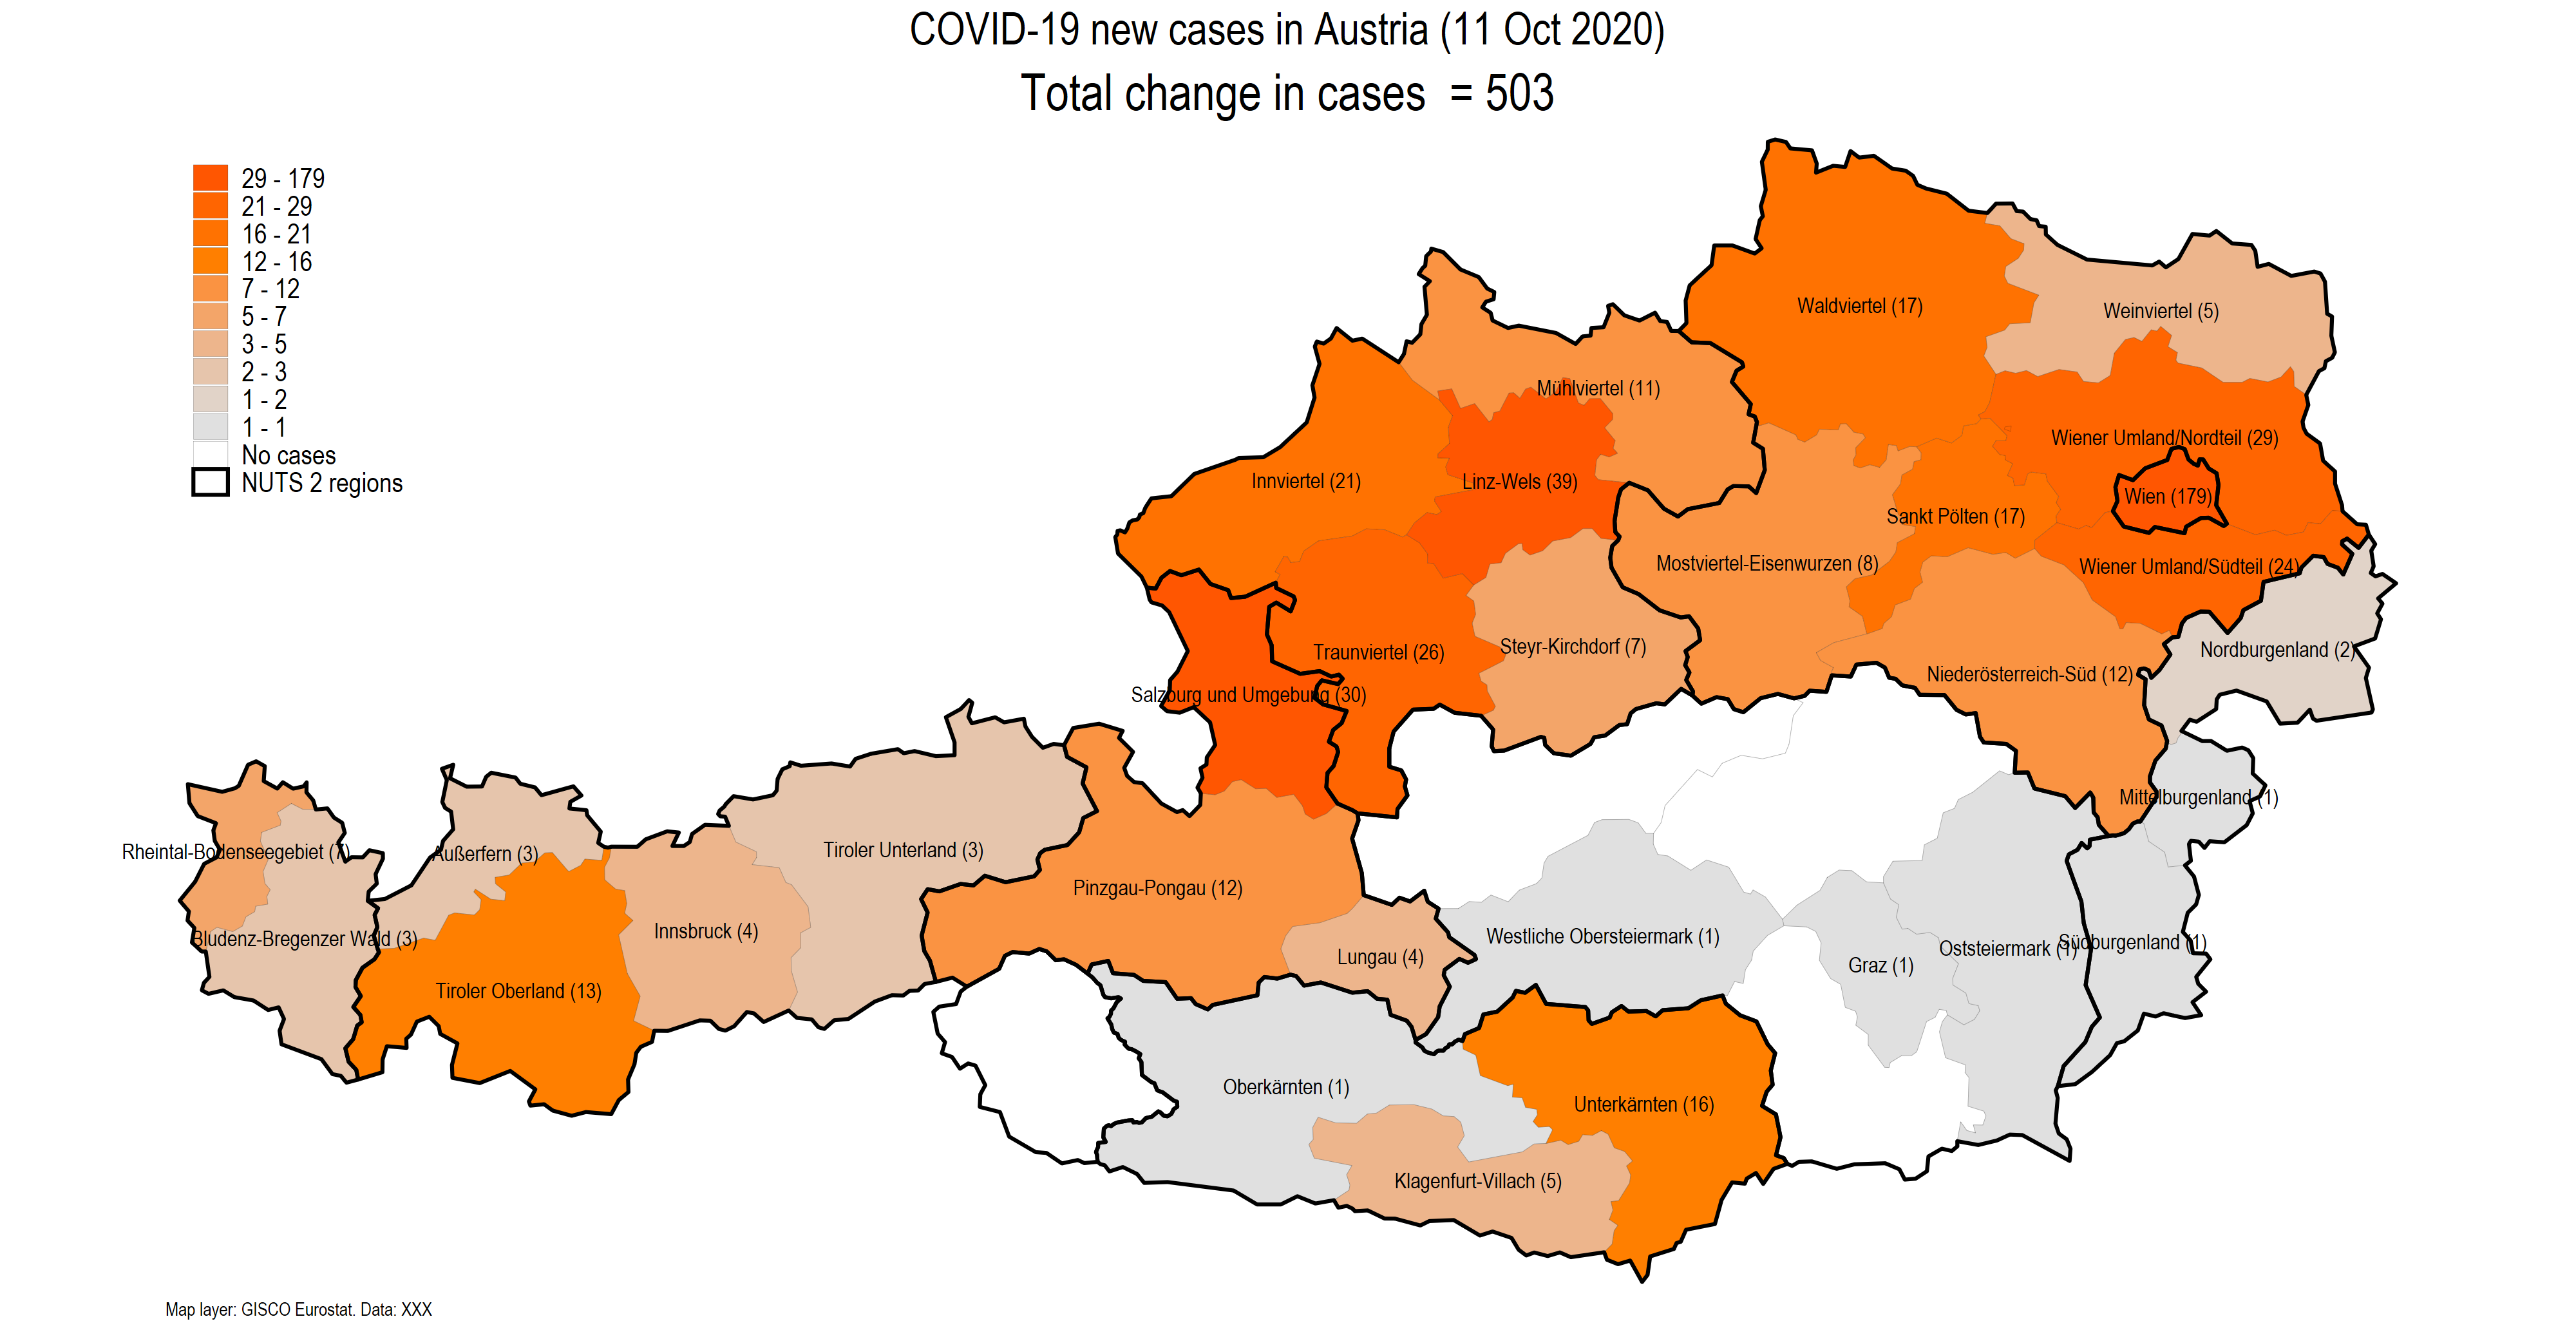 COVID-19 new cases in Austria (11 Oct 2020)
Total change in cases  = 503
29 - 179
21 - 29
16 - 21
12 - 16
7 - 12
5 - 7
3 - 5
2 - 3
1 - 2
1 - 1
No cases
NUTS 2 regions
Waldviertel (17)
Weinviertel (5)
Mühlviertel (11)
Wiener Umland/Nordteil (29)
Innviertel (21)
Linz-Wels (39)
Wien (179)
Sankt Pölten (17)
Mostviertel-Eisenwurzen (8)
Wiener Umland/Südteil (24)
Traunviertel (26)
Steyr-Kirchdorf (7)
Nordburgenland (2)
Niederösterreich-Süd (12)
Salzburg und Umgebung (30)
Mittelburgenland (1)
Rheintal-Bodenseegebiet (7)
Außerfern (3)
Tiroler Unterland (3)
Pinzgau-Pongau (12)
Bludenz-Bregenzer Wald (3)
Innsbruck (4)
Westliche Obersteiermark (1)
Oststeiermark (1)
Südburgenland (1)
Lungau (4)
Graz (1)
Tiroler Oberland (13)
Oberkärnten (1)
Unterkärnten (16)
Klagenfurt-Villach (5)
Map layer: GISCO Eurostat. Data: XXX